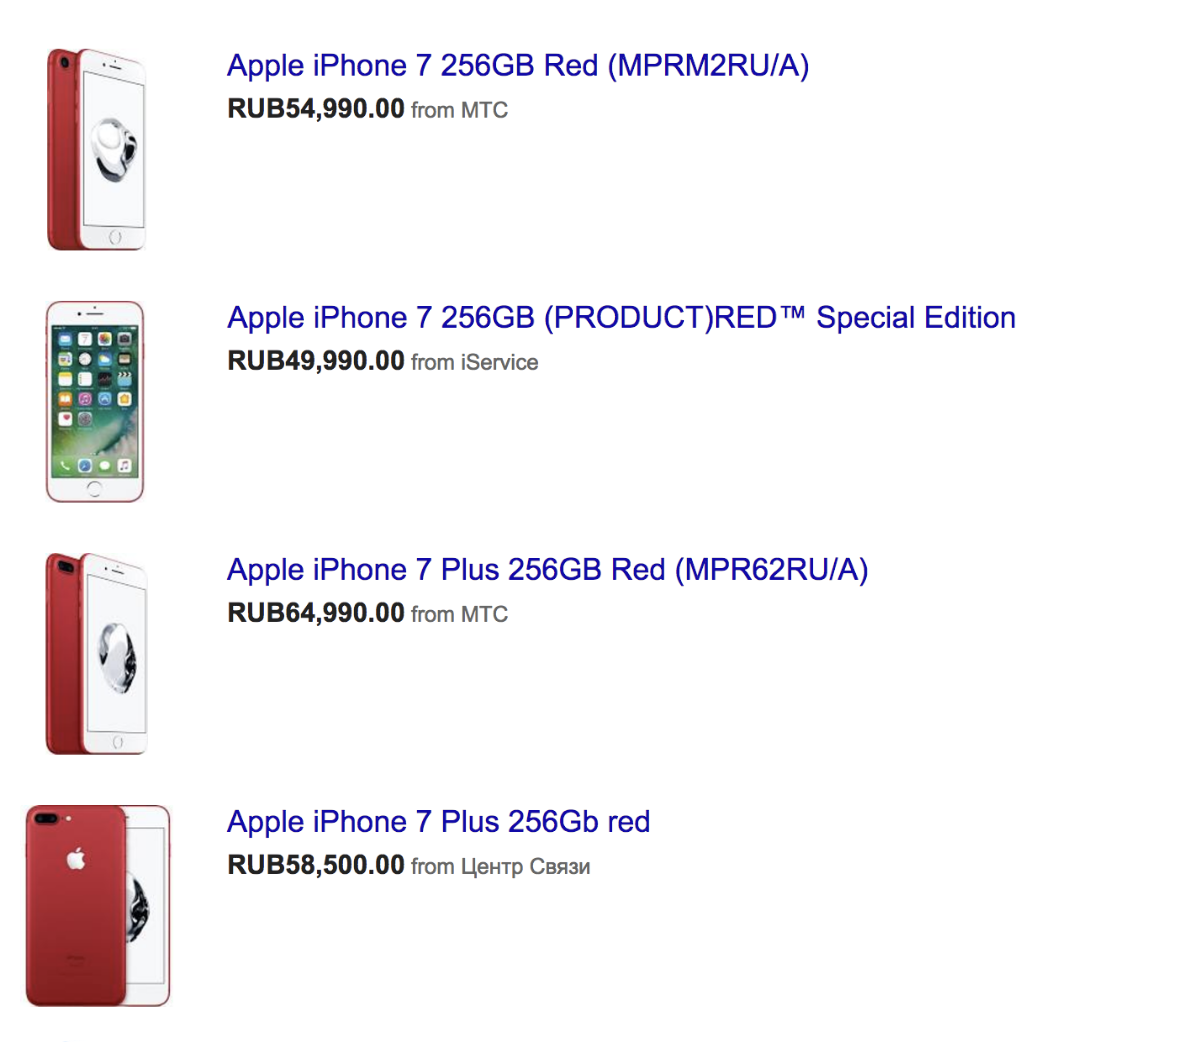 Apple iPhone 7 256GB Red (MPRM2RU/A)
RUB54,990.00 from МТС
Apple iPhone 7 256GB (PRODUCT)RED™ Special Edition
RUB49,990.00 from iService
Apple iPhone 7 Plus 256GB Red (MPR62RU/A)
RUB64,990.00 from МТС
Apple iPhone 7 Plus 256Gb red
RUB58,500.00 from Центр Связи